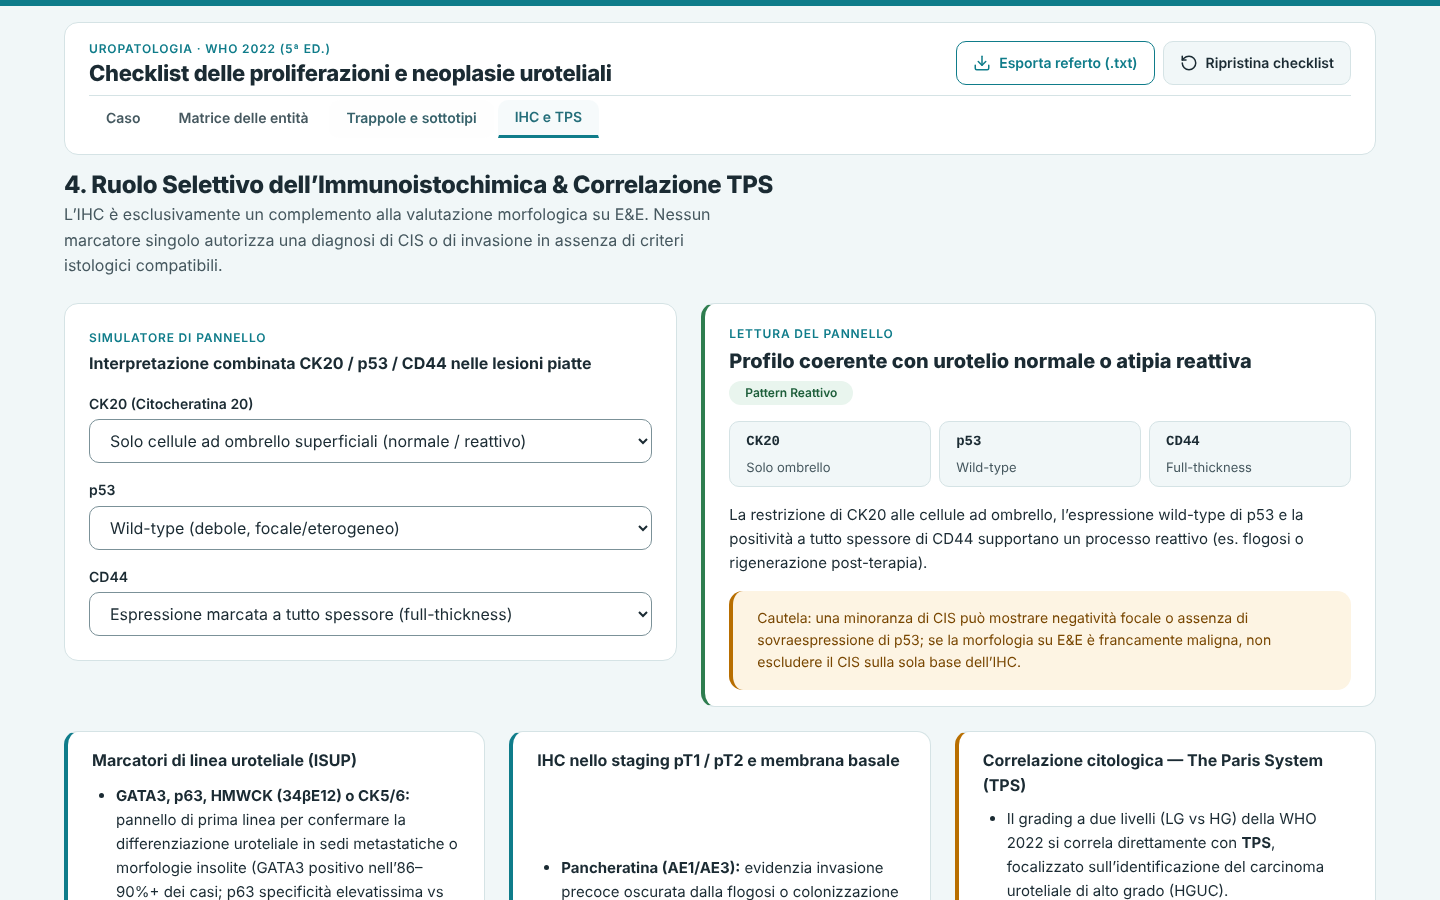 UROPATOLOGIA · WHO 2022 (5ª ED.)
Checklist delle proliferazioni e neoplasie uroteliali
Esporta referto (.txt)
Ripristina checklist
Caso
Matrice delle entità
Trappole e sottotipi
IHC e TPS
4. Ruolo Selettivo dell’Immunoistochimica & Correlazione TPS
L’IHC è esclusivamente un complemento alla valutazione morfologica su E&E. Nessun
marcatore singolo autorizza una diagnosi di CIS o di invasione in assenza di criteri
istologici compatibili.
SIMULATORE DI PANNELLO
Interpretazione combinata CK20 / p53 / CD44 nelle lesioni piatte
CK20 (Citocheratina 20)
Solo cellule ad ombrello superficiali (normale / reattivo)
p53
Wild-type (debole, focale/eterogeneo)
CD44
Espressione marcata a tutto spessore (full-thickness)
LETTURA DEL PANNELLO
Profilo coerente con urotelio normale o atipia reattiva
Pattern Reattivo
CK20
Solo ombrello
p53
Wild-type
CD44
Full-thickness
La restrizione di CK20 alle cellule ad ombrello, l’espressione wild-type di p53 e la
positività a tutto spessore di CD44 supportano un processo reattivo (es. flogosi o
rigenerazione post-terapia).
Cautela: una minoranza di CIS può mostrare negatività focale o assenza di
sovraespressione di p53; se la morfologia su E&E è francamente maligna, non
escludere il CIS sulla sola base dell’IHC.
Marcatori di linea uroteliale (ISUP)
• GATA3, p63, HMWCK (34βE12) o CK5/6:
pannello di prima linea per confermare la
differenziazione uroteliale in sedi metastatiche o
morfologie insolite (GATA3 positivo nell’86–
90%+ dei casi; p63 specificità elevatissima vs
IHC nello staging pT1 / pT2 e membrana basale
• Pancheratina (AE1/AE3): evidenzia invasione
precoce oscurata dalla flogosi o colonizzazione
Correlazione citologica — The Paris System
(TPS)
• Il grading a due livelli (LG vs HG) della WHO
2022 si correla direttamente con TPS,
focalizzato sull’identificazione del carcinoma
uroteliale di alto grado (HGUC).